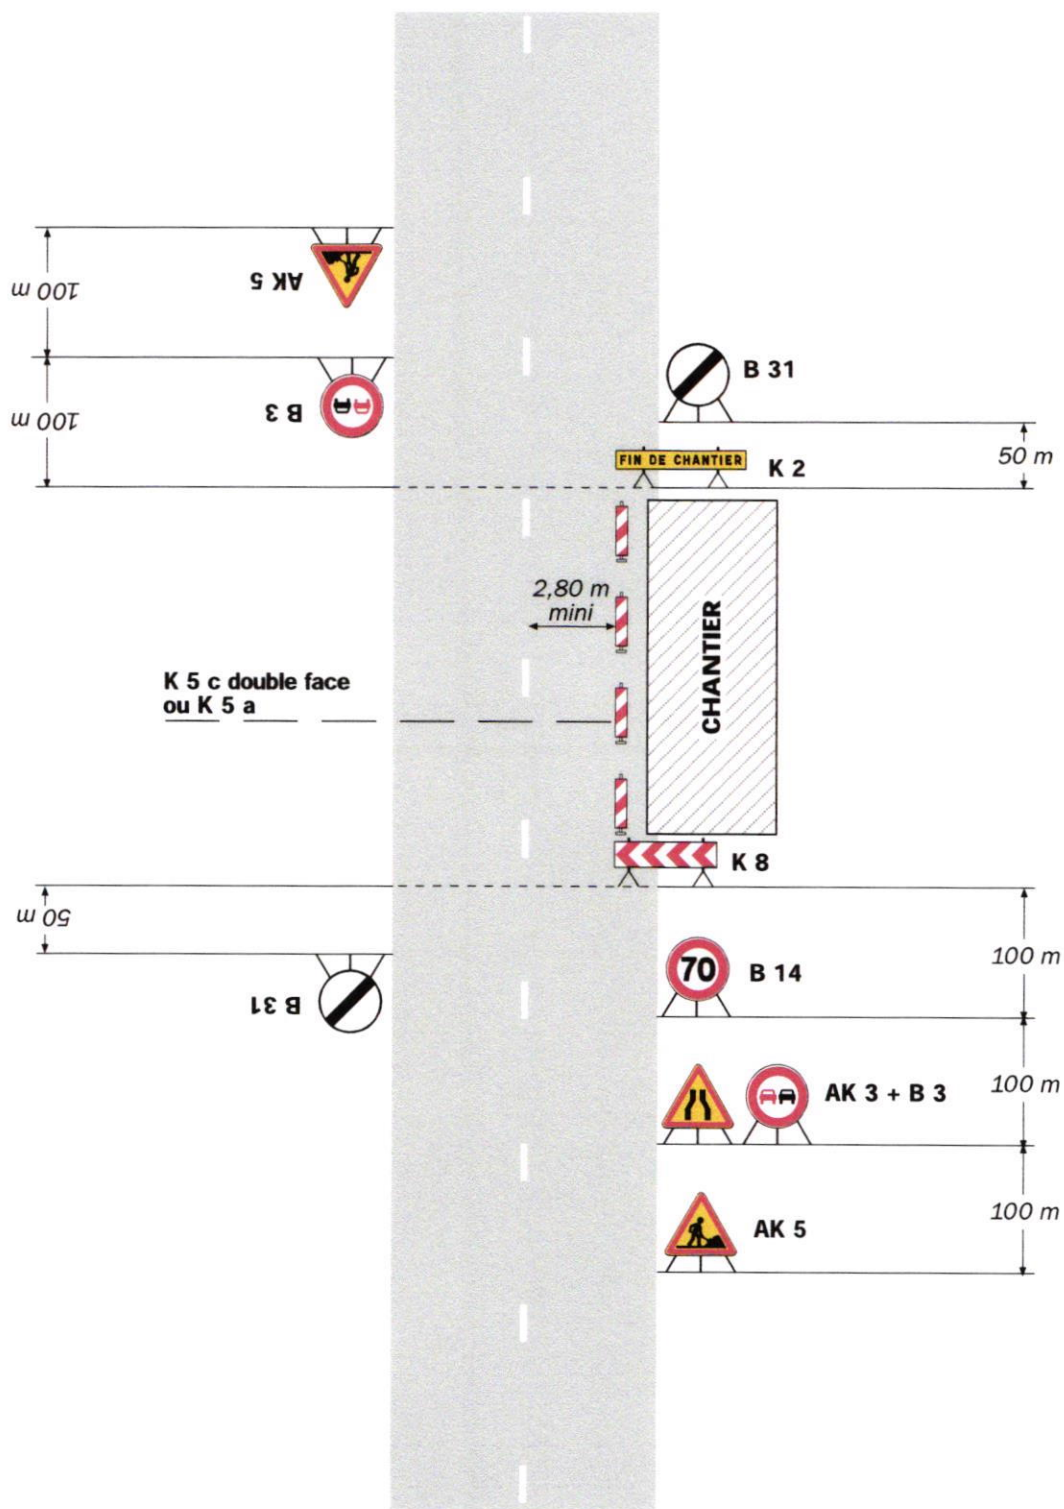 AK 5
100 m
B 3
100 m
B 31
50 m
FIN DE CHANTIER
K 2
2,80 m
mini
CHANTIER
K 5 c double face
ou K 5 a
K 8
50 m
B 31
70
B 14
100 m
AK 3 + B 3
100 m
AK 5
100 m